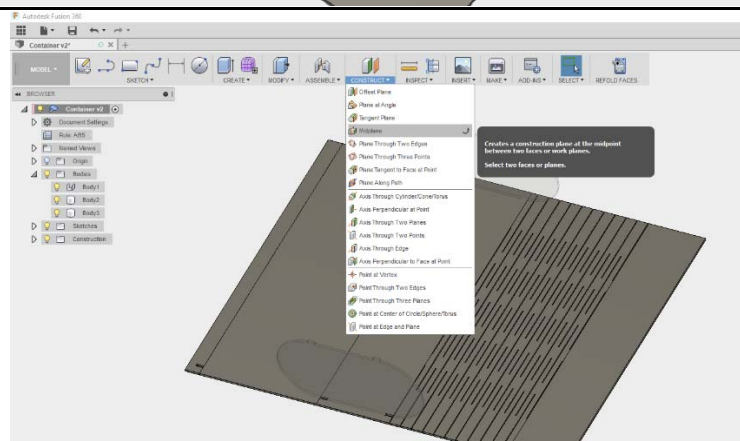 Autodesk Fusion 360
Container v2*
MODEL
SKETCH
CREATE
MODIFY
ASSEMBLE
CONSTRUCT
INSPECT
INSERT
MAKE
ADD-INS
SELECT
REFOLD FACES
BROWSER
Container v2
Document Settings
Rule: ABS
Named Views
Origin
Bodies
Body1
Body2
Body3
Sketches
Construction
Offset Plane
Plane at Angle
Tangent Plane
Midplane
Plane Through Two Edges
Plane Through Three Points
Plane Tangent to Face at Point
Plane Along Path
Axis Through Cylinder/Cone/Torus
Axis Perpendicular at Point
Axis Through Two Planes
Axis Through Two Points
Axis Through Edge
Axis Perpendicular to Face at Point
Point at Vertex
Point Through Two Edges
Point Through Three Planes
Point at Center of Circle/Sphere/Torus
Point at Edge and Plane
Creates a construction plane at the midpoint
between two faces or work planes.
Select two faces or planes.